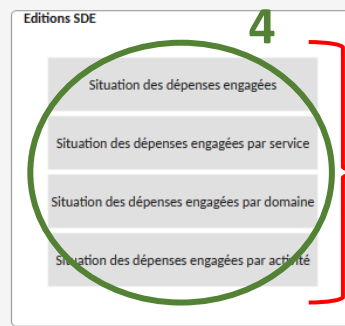 Editions SDE
4
Situation des dépenses engagées
Situation des dépenses engagées par service
Situation des dépenses engagées par domaine
Situation des dépenses engagées par activité